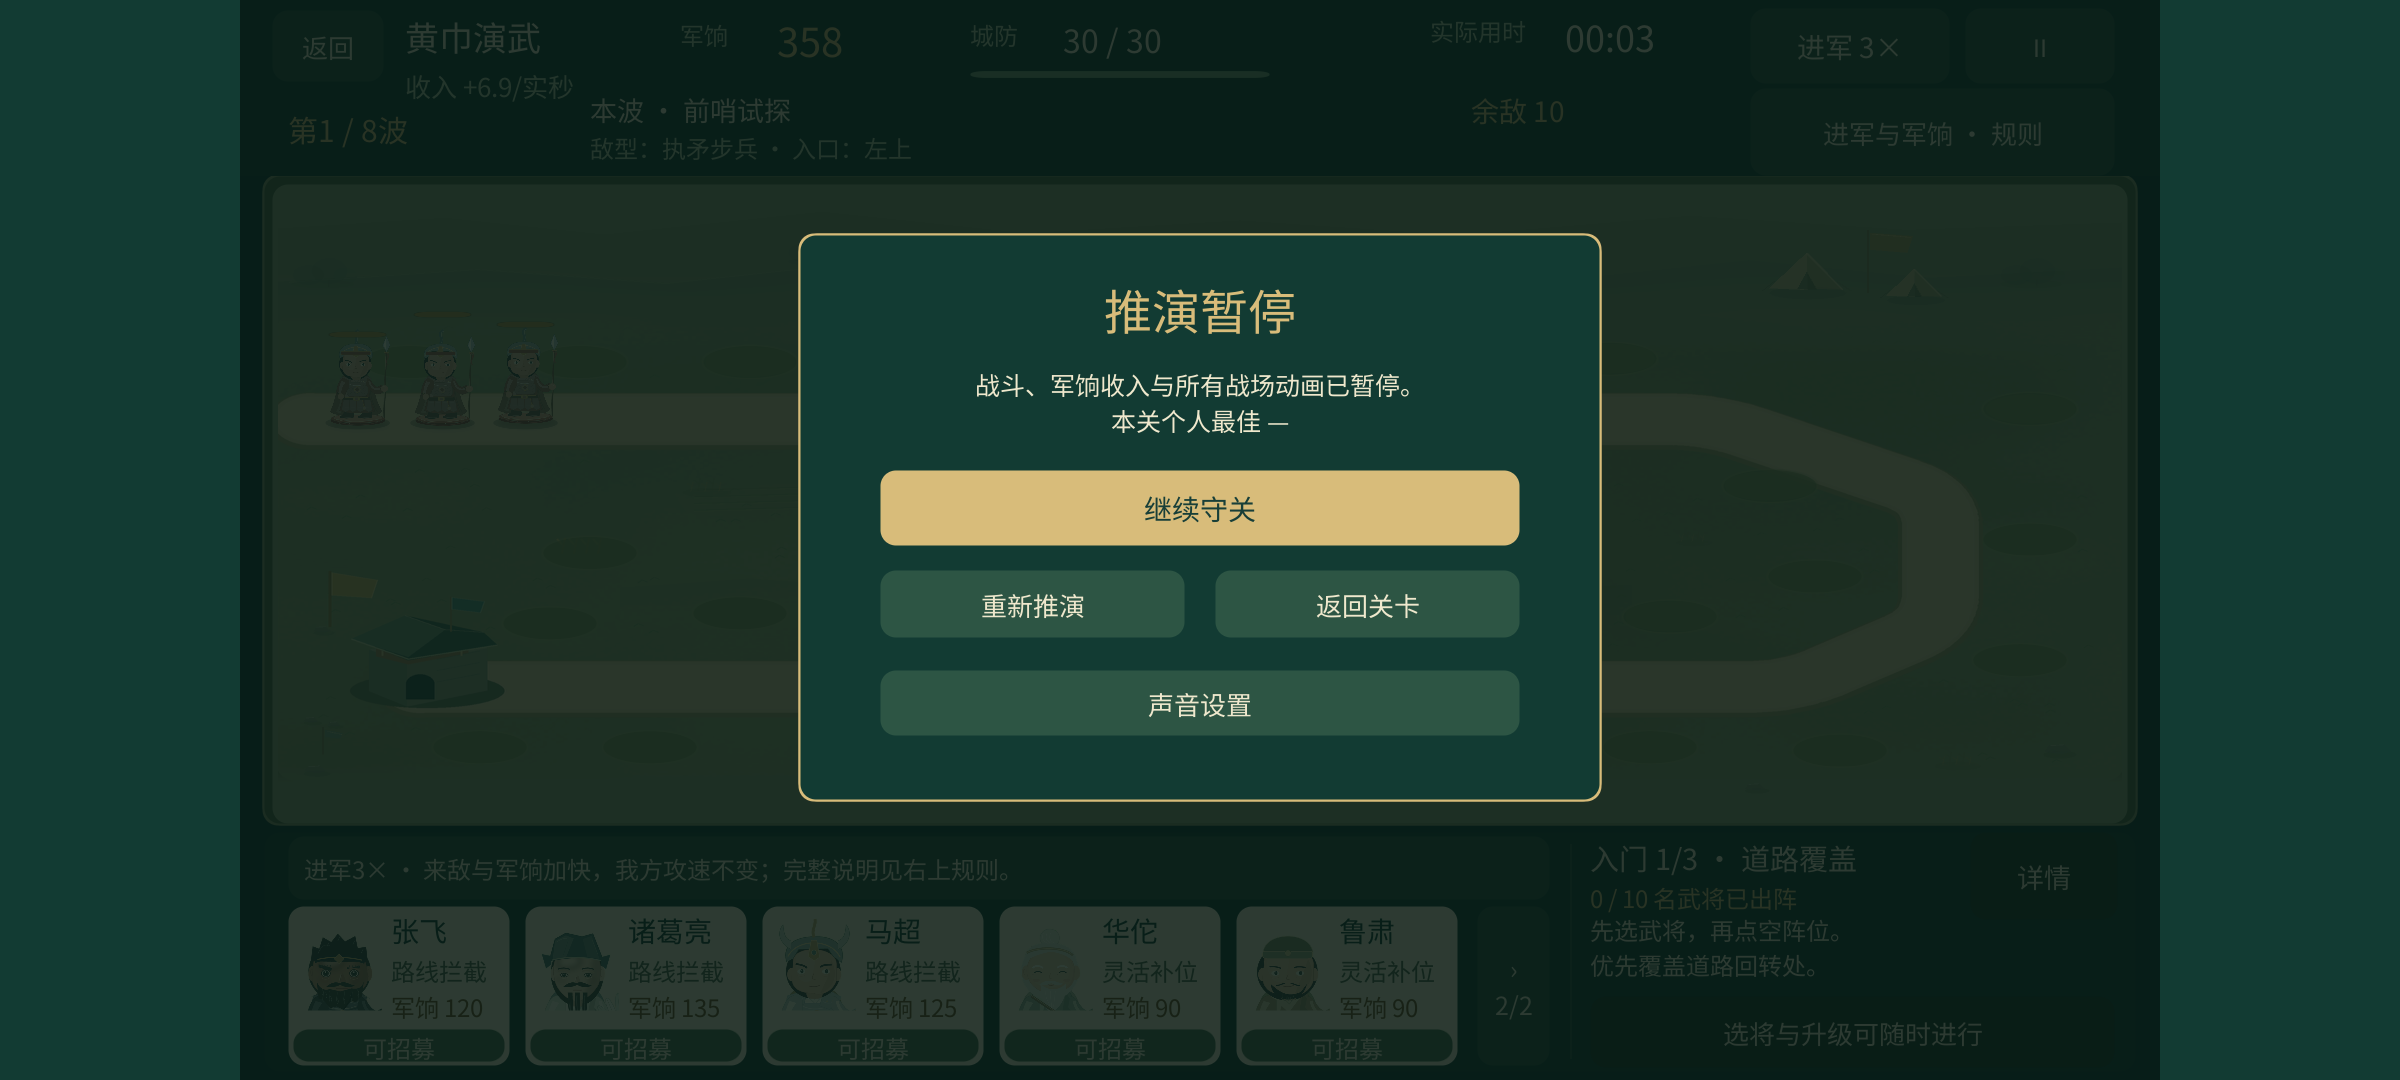 返回
黄巾演武
收入 +6.9/实秒
军饷 358
城防 30 / 30
实际用时 00:03
进军 3×
II
第1 / 8波
本波 · 前哨试探
敌型：执矛步兵 · 入口：左上
余敌 10
进军与军饷 · 规则
推演暂停
战斗、军饷收入与所有战场动画已暂停。
本关个人最佳 —
继续守关
重新推演
返回关卡
声音设置
进军3× · 来敌与军饷加快，我方攻速不变；完整说明见右上规则。
张飞
路线拦截
军饷 120
可招募
诸葛亮
路线拦截
军饷 135
可招募
马超
路线拦截
军饷 125
可招募
华佗
灵活补位
军饷 90
可招募
鲁肃
灵活补位
军饷 90
可招募
›
2/2
入门 1/3 · 道路覆盖
0 / 10 名武将已出阵
先选武将，再点空阵位。
优先覆盖道路回转处。
详情
选将与升级可随时进行